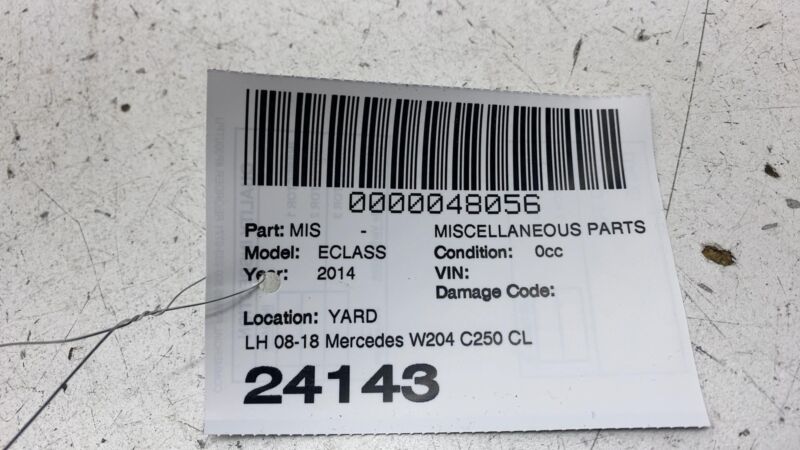 0000048056
Part: MIS - MISCELLANEOUS PARTS
Model: ECLASS Condition: 0cc
Year: 2014 VIN:
Damage Code:
Location: YARD
LH 08-18 Mercedes W204 C250 CL
24143